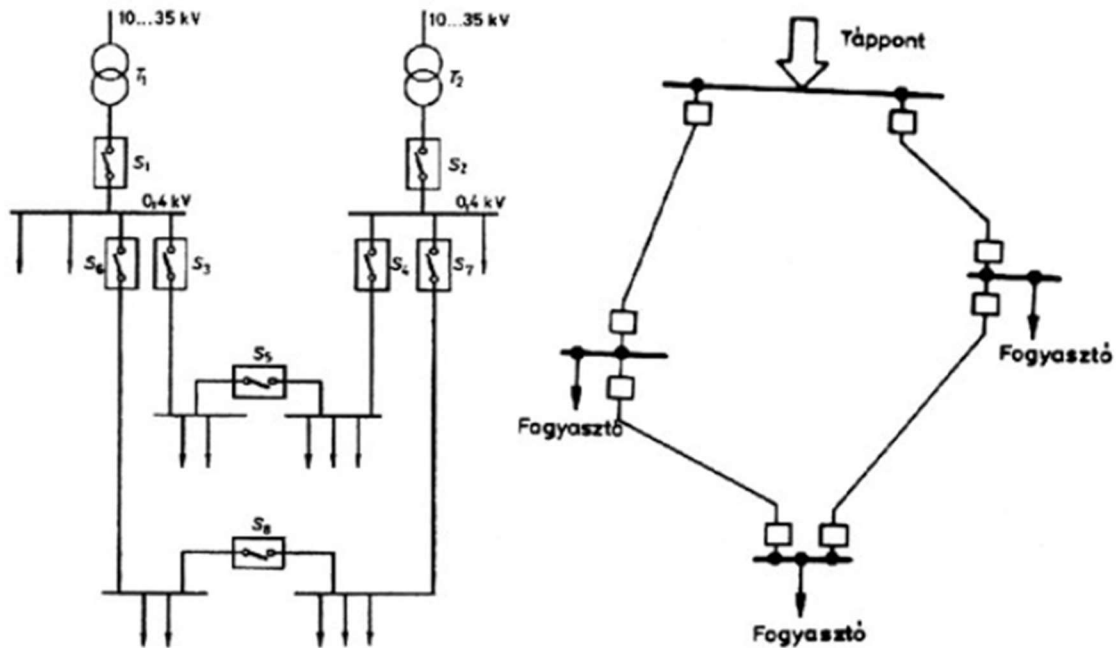 10...35 kV
10...35 kV
T1
T2
S1
S2
0,4 kV
0,4 kV
S6
S3
S4
S7
S5
S8
Táppont
Fogyasztó
Fogyasztó
Fogyasztó